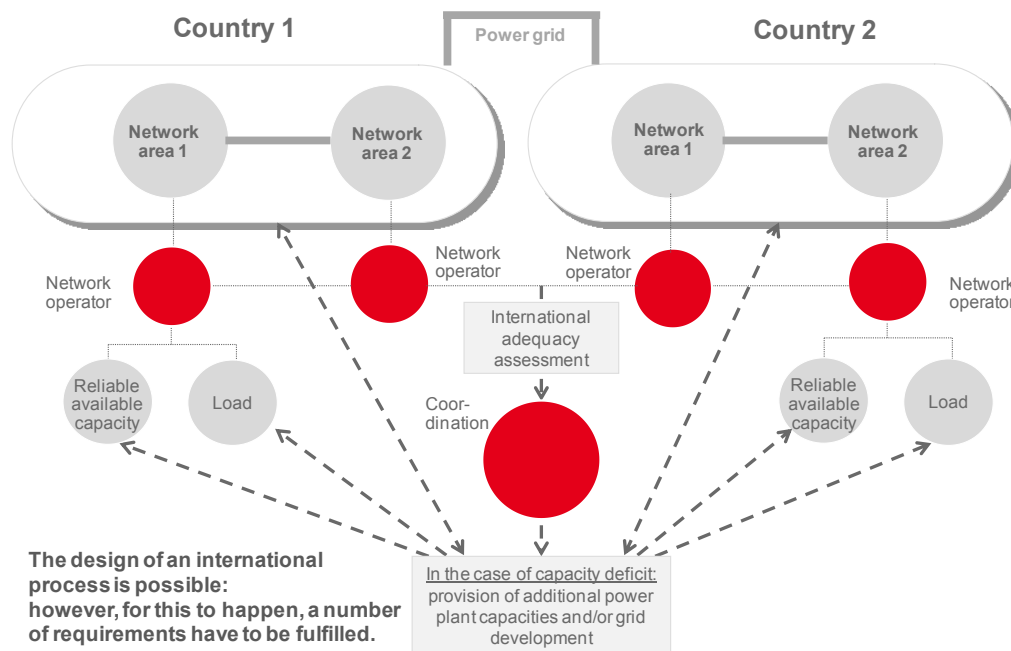 Country 1
Power grid
Country 2
Network
area 1
Network
area 2
Network
area 1
Network
area 2
Network
operator
Network
operator
Network
operator
Network
operator
International
adequacy
assessment
Reliable
available
capacity
Load
Coor-
dination
Reliable
available
capacity
Load
The design of an international
process is possible:
however, for this to happen, a number
of requirements have to be fulfilled.
In the case of capacity deficit:
provision of additional power
plant capacities and/or grid
development